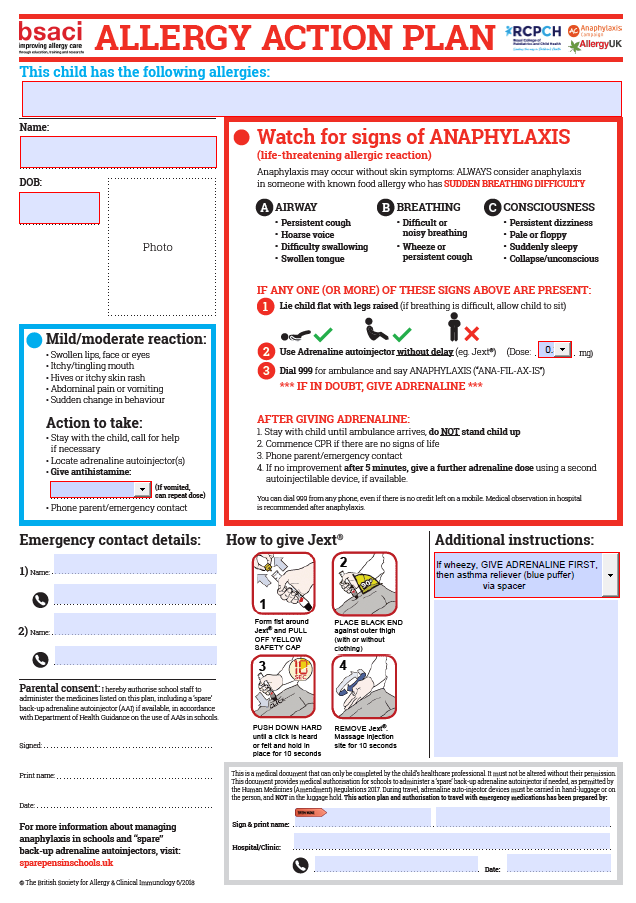 bsaci
improving allergy care
through education, training and research
ALLERGY ACTION PLAN
RCPCH
Royal College of
Paediatrics and Child Health
Anaphylaxis
Campaign
AllergyUK
This child has the following allergies:
Name:
DOB:
Photo
Mild/moderate reaction:
• Swollen lips, face or eyes
• Itchy/tingling mouth
• Hives or itchy skin rash
• Abdominal pain or vomiting
• Sudden change in behaviour
Action to take:
• Stay with the child, call for help
if necessary
• Locate adrenaline autoinjector(s)
• Give antihistamine:
(If vomited,
can repeat dose)
• Phone parent/emergency contact
Watch for signs of ANAPHYLAXIS
(life-threatening allergic reaction)
Anaphylaxis may occur without skin symptoms: ALWAYS consider anaphylaxis
in someone with known food allergy who has SUDDEN BREATHING DIFFICULTY
A AIRWAY
• Persistent cough
• Hoarse voice
• Difficulty swallowing
• Swollen tongue
B BREATHING
• Difficult or
noisy breathing
• Wheeze or
persistent cough
C CONSCIOUSNESS
• Persistent dizziness
• Pale or floppy
• Suddenly sleepy
• Collapse/unconscious
IF ANY ONE (OR MORE) OF THESE SIGNS ABOVE ARE PRESENT:
1 Lie child flat with legs raised (if breathing is difficult, allow child to sit)
2 Use Adrenaline autoinjector without delay (eg. Jext®) (Dose: 0. mg)
3 Dial 999 for ambulance and say ANAPHYLAXIS ("ANA-FIL-AX-IS")
*** IF IN DOUBT, GIVE ADRENALINE ***
AFTER GIVING ADRENALINE:
1. Stay with child until ambulance arrives, do NOT stand child up
2. Commence CPR if there are no signs of life
3. Phone parent/emergency contact
4. If no improvement after 5 minutes, give a further adrenaline dose using a second
autoinjectilable device, if available.
You can dial 999 from any phone, even if there is no credit left on a mobile. Medical observation in hospital
is recommended after anaphylaxis.
Emergency contact details:
1) Name:
2) Name:
Parental consent: I hereby authorise school staff to
administer the medicines listed on this plan, including a 'spare'
back-up adrenaline autoinjector (AAI) if available, in accordance
with Department of Health Guidance on the use of AAIs in schools.
Signed:
Print name:
Date:
For more information about managing
anaphylaxis in schools and "spare"
back-up adrenaline autoinjectors, visit:
sparepensinschools.uk
© The British Society for Allergy & Clinical Immunology 6/2018
How to give Jext®
1
Form fist around
Jext® and PULL
OFF YELLOW
SAFETY CAP
2
90°
PLACE BLACK END
against outer thigh
(with or without
clothing)
3
10
SEC
CLICK
PUSH DOWN HARD
until a click is heard
or felt and hold in
place for 10 seconds
4
REMOVE Jext®.
Massage injection
site for 10 seconds
Additional instructions:
If wheezy, GIVE ADRENALINE FIRST,
then asthma reliever (blue puffer)
via spacer
This is a medical document that can only be completed by the child's healthcare professional. It must not be altered without their permission.
This document provides medical authorisation for schools to administer a 'spare' back-up adrenaline autoinjector if needed, as permitted by
the Human Medicines (Amendment) Regulations 2017. During travel, adrenaline auto-injector devices must be carried in hand-luggage or on
the person, and NOT in the luggage hold. This action plan and authorisation to travel with emergency medications has been prepared by:
SIGN HERE
Sign & print name:
Hospital/Clinic:
Date: